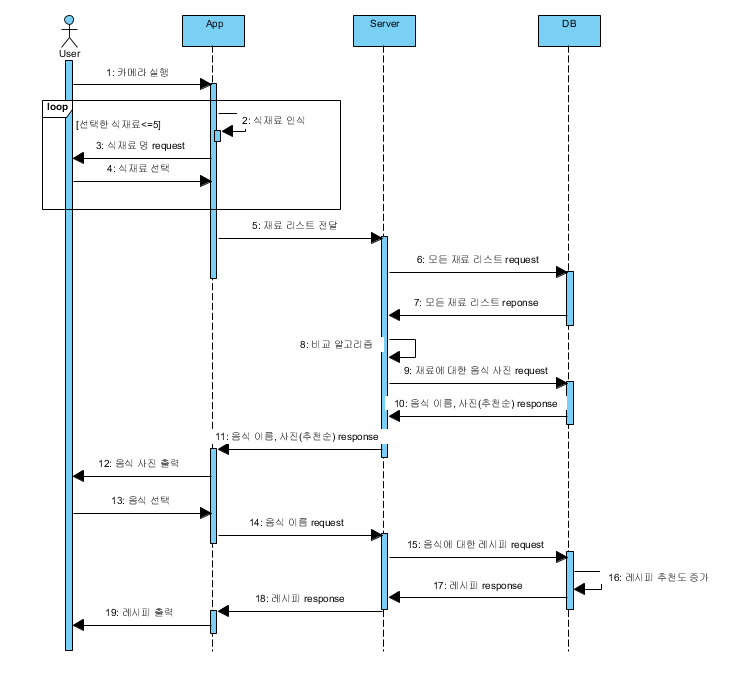 User
App
Server
DB
1: 카메라 실행
loop
2: 식재료 인식
[선택한 식재료<=5]
3: 식재료 명 request
4: 식재료 선택
5: 재료 리스트 전달
6: 모든 재료 리스트 request
7: 모든 재료 리스트 reponse
8: 비교 알고리즘
9: 재료에 대한 음식 사진 request
10: 음식 이름, 사진(추천순) response
11: 음식 이름, 사진(추천순) response
12: 음식 사진 출력
13: 음식 선택
14: 음식 이름 request
15: 음식에 대한 레시피 request
16: 레시피 추천도 증가
17: 레시피 response
18: 레시피 response
19: 레시피 출력